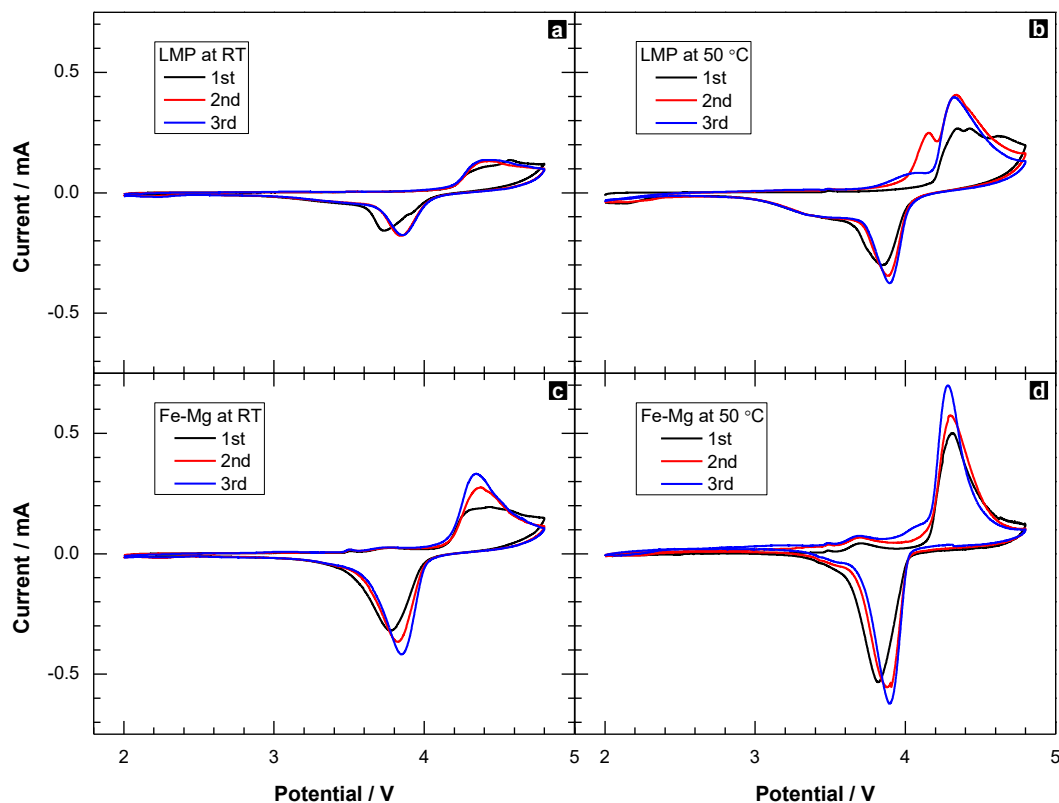 a
LMP at RT
1st
2nd
3rd
b
LMP at 50 °C
1st
2nd
3rd
0.5
0.0
-0.5
Current / mA
c
Fe-Mg at RT
1st
2nd
3rd
d
Fe-Mg at 50 °C
1st
2nd
3rd
0.5
0.0
-0.5
Current / mA
2 3 4 5
2 3 4 5
Potential / V
Potential / V